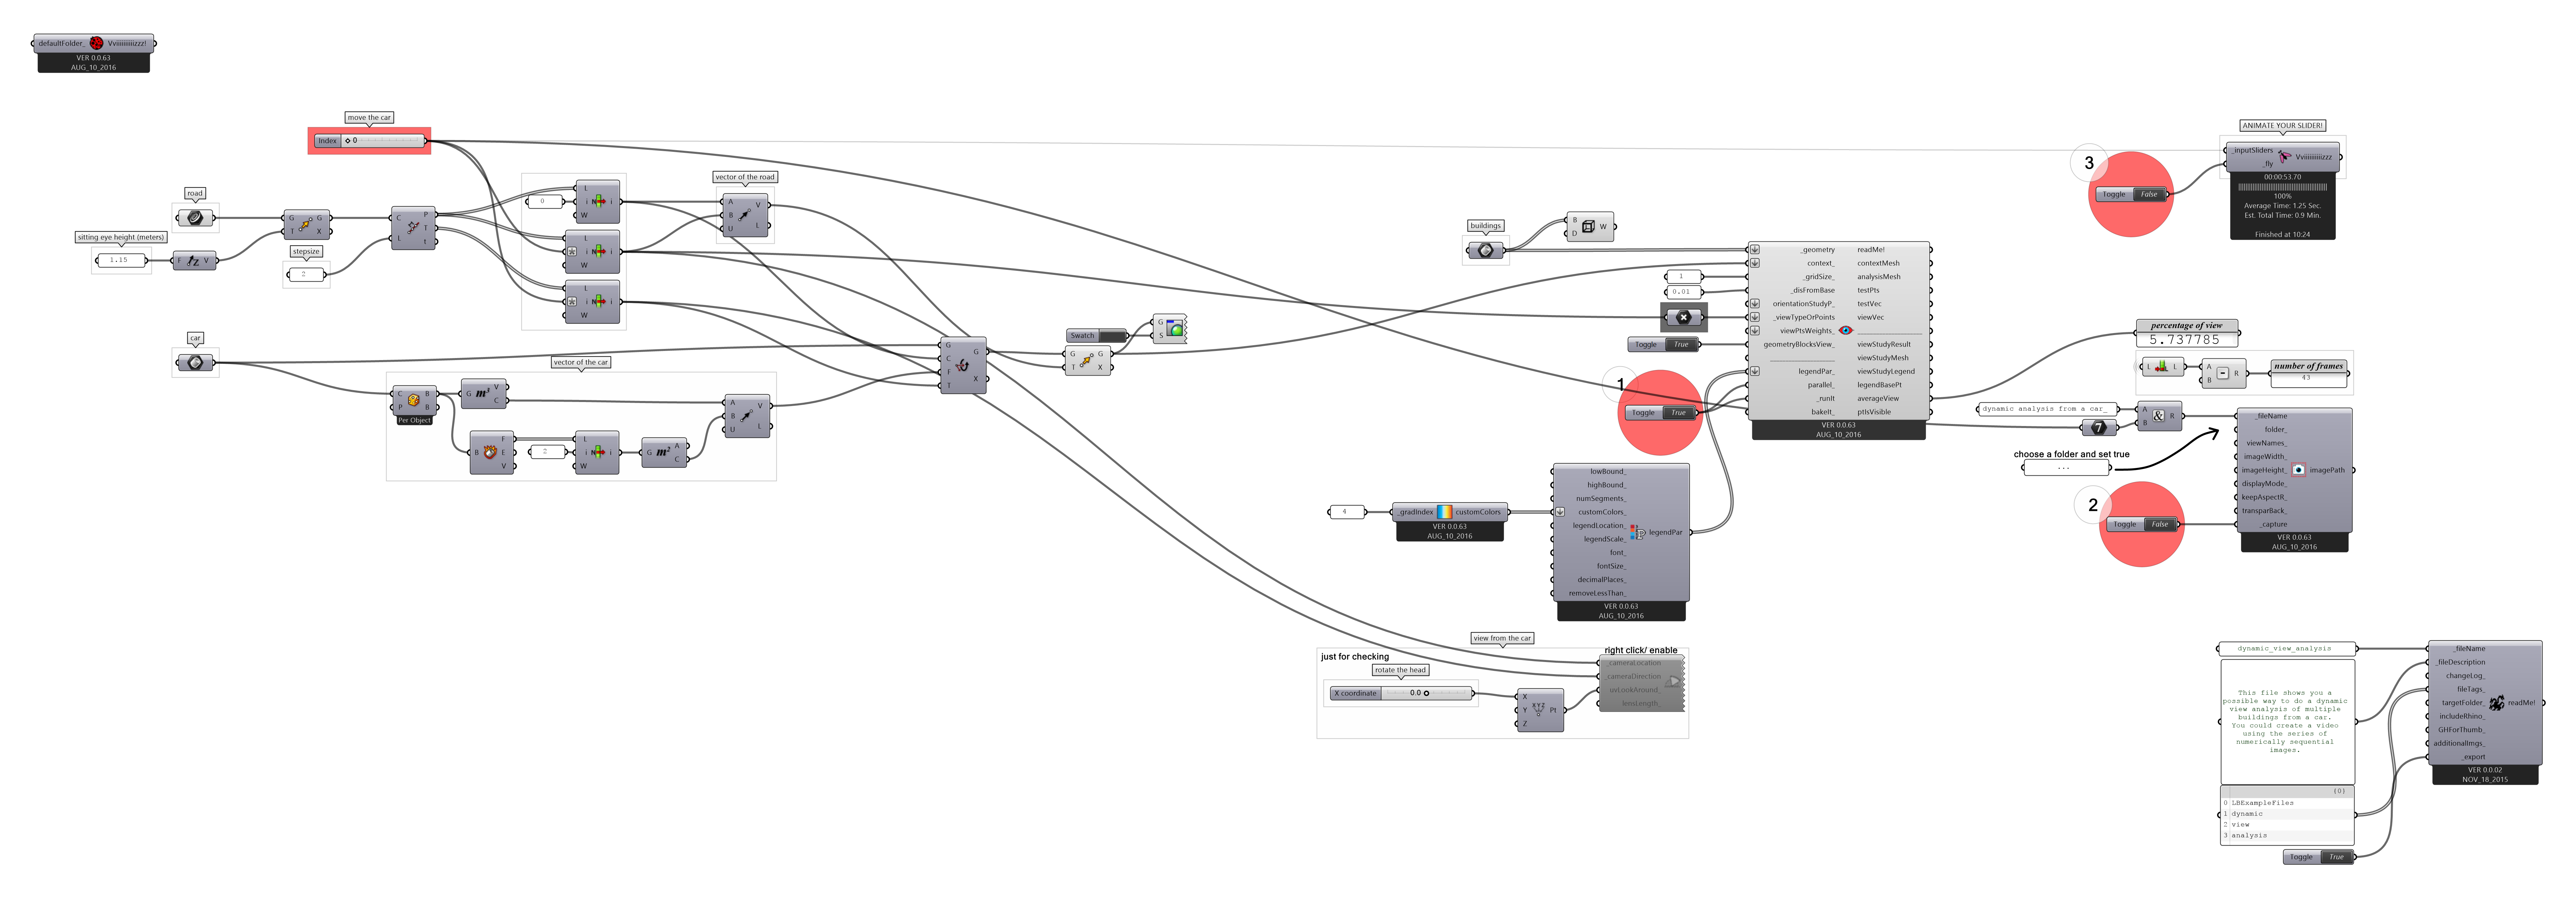 defaultFolder_ Vviiiiiiiizzz!
VER 0.0.63
AUG_10_2016
move the car
Index 0
road
sitting eye height (meters)
1.15
F V
G G
T X
stepsize
2
C P
T
L t
0
L
i i
W
L
i i
W
L
i i
W
vector of the road
A V
B
U L
car
vector of the car
C B
P B
Per Object
G m³ V
C
B F
E
V
2
L
i i
W
G m² A
C
A V
B
U L
G G
C
F X
T
Swatch
G
S
G G
T X
buildings
B W
D
1
0.01
Toggle True
1
Toggle True
_geometry readMe!
context_ contextMesh
_gridSize_ analysisMesh
_disFromBase testPts
orientationStudyP_ testVec
_viewTypeOrPoints viewVec
viewPtsWeights_
geometryBlocksView_ viewStudyResult
viewStudyMesh
legendPar_ viewStudyLegend
parallel_ legendBasePt
_runIt averageView
bakeIt_ ptIsVisible
VER 0.0.63
AUG_10_2016
4
_gradIndex customColors
VER 0.0.63
AUG_10_2016
lowBound_
highBound_
numSegments_
customColors_
legendLocation_
legendScale_ legendPar
font_
fontSize_
decimalPlaces_
removeLessThan_
VER 0.0.63
AUG_10_2016
view from the car
just for checking
right click/ enable
rotate the head
X coordinate 0.0
X
Y Pt
Z
XYZ
_cameraLocation
_cameraDirection
uvLookAround_
lensLength_
ANIMATE YOUR SLIDER!
3
Toggle False
_inputSliders Vviiiiiiiizzz
_fly
00:00:53.70
100%
Average Time: 1.25 Sec.
Est. Total Time: 0.9 Min.
Finished at 10:24
percentage of view
5.737785
L L
A R
B
number of frames
43
dynamic analysis from a car_
7
A R
B
&
choose a folder and set true
...
2
Toggle False
_fileName
folder_
viewNames_
imageWidth_
imageHeight_ imagePath
displayMode_
keepAspectR_
transparBack_
_capture
VER 0.0.63
AUG_10_2016
dynamic_view_analysis
This file shows you a
possible way to do a dynamic
view analysis of multiple
buildings from a car.
You could create a video
using the series of
numerically sequential
images.
{0}
0 LBExampleFiles
1 dynamic
2 view
3 analysis
Toggle True
_fileName
_fileDescription
changeLog_
fileTags_
targetFolder_ readMe!
includeRhino_
GHForThumb_
additionalImgs_
_export
VER 0.0.02
NOV_18_2015